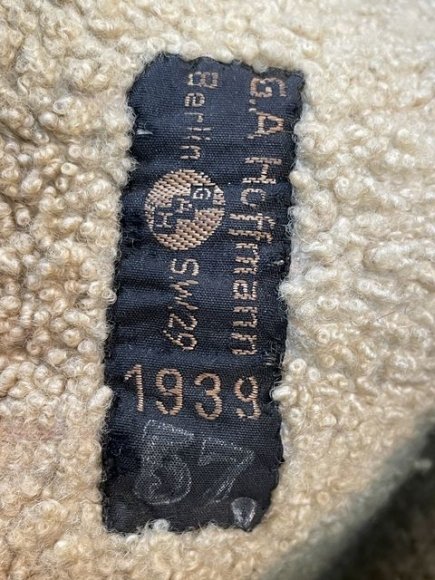 G.A. Hoffmann
Berlin GAH SW29
1939
57.